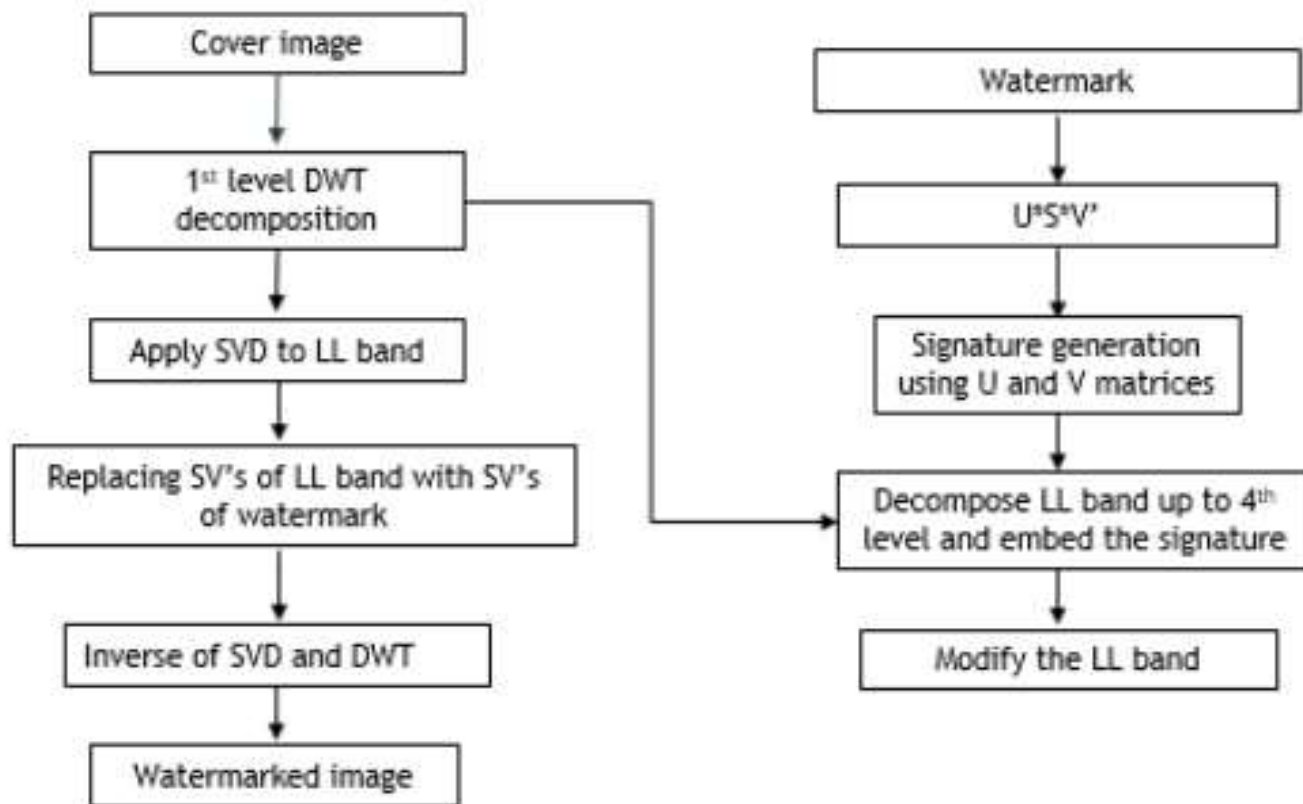 Cover image
1st level DWT
decomposition
Apply SVD to LL band
Replacing SV's of LL band with SV's
of watermark
Inverse of SVD and DWT
Watermarked image
Watermark
U*S*V'
Signature generation
using U and V matrices
Decompose LL band up to 4th
level and embed the signature
Modify the LL band